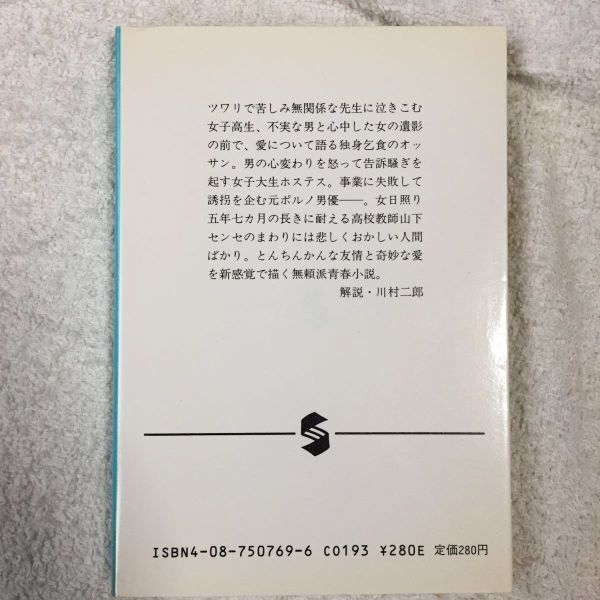 ツワリで苦しみ無関係な先生に泣きこむ
女子高生、不実な男と心中した女の遺影
の前で、愛について語る独身乞食のオッ
サン。男の心変わりを怒って告訴騒ぎを
起す女子大生ホステス。事業に失敗して
誘拐を企む元ポルノ男優――。女日照り
五年七カ月の長きに耐える高校教師山下
センセのまわりには悲しくおかしい人間
ばかり。とんちんかんな友情と奇妙な愛
を新感覚で描く無頼派青春小説。
解説・川村二郎
ISBN4-08-750769-6 C0193 ¥280E 定価280円